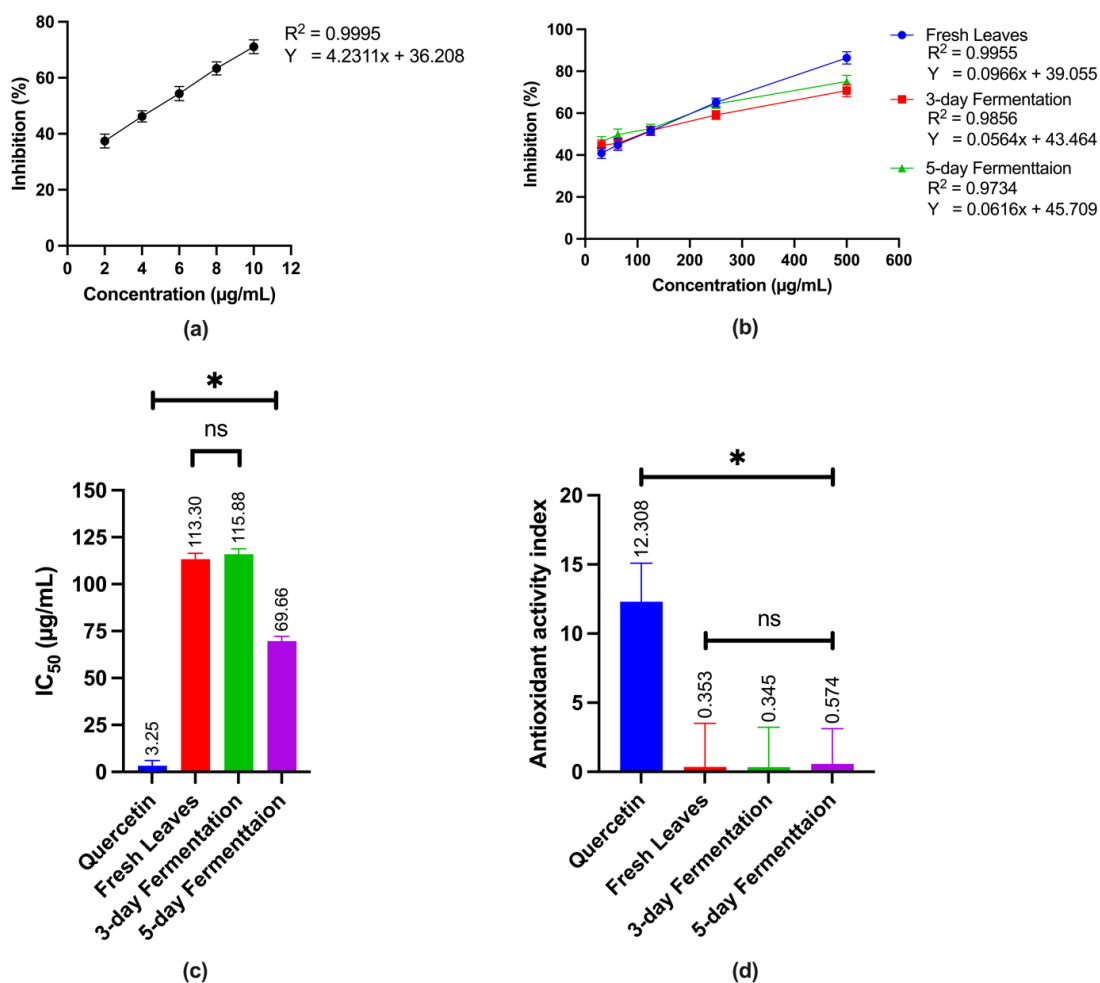 80
60
40
20
0
0 2 4 6 8 10 12
Inhibition (%)
Concentration (µg/mL)
R² = 0.9995
Y = 4.2311x + 36.208
(a)
100
80
60
40
20
0
0 100 200 300 400 500 600
Inhibition (%)
Concentration (µg/mL)
Fresh Leaves
R² = 0.9955
Y = 0.0966x + 39.055
3-day Fermentation
R² = 0.9856
Y = 0.0564x + 43.464
5-day Fermenttaion
R² = 0.9734
Y = 0.0616x + 45.709
(b)
*
ns
150
125
100
75
50
25
0
IC₅₀ (µg/mL)
3.25
113.30
115.88
69.66
Quercetin
Fresh Leaves
3-day Fermentation
5-day Fermenttaion
(c)
*
ns
20
15
10
5
0
Antioxidant activity index
12.308
0.353
0.345
0.574
Quercetin
Fresh Leaves
3-day Fermentation
5-day Fermenttaion
(d)